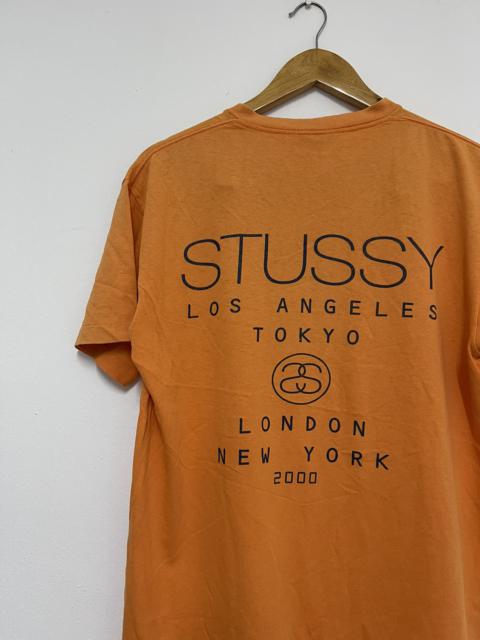 STUSSY
LOS ANGELES
TOKYO
LONDON
NEW YORK
2000